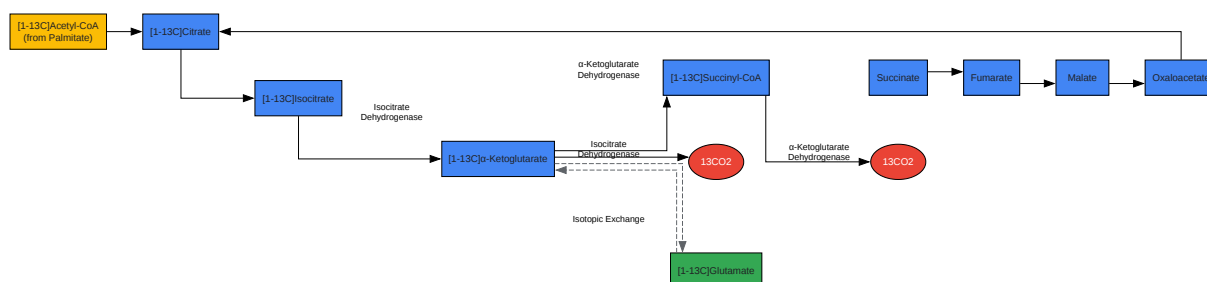 [1-13C]Acetyl-CoA
(from Palmitate)
[1-13C]Citrate
[1-13C]Isocitrate
Isocitrate
Dehydrogenase
[1-13C]α-Ketoglutarate
Isocitrate
Dehydrogenase
13CO2
α-Ketoglutarate
Dehydrogenase
[1-13C]Succinyl-CoA
α-Ketoglutarate
Dehydrogenase
13CO2
Succinate
Fumarate
Malate
Oxaloacetate
Isotopic Exchange
[1-13C]Glutamate